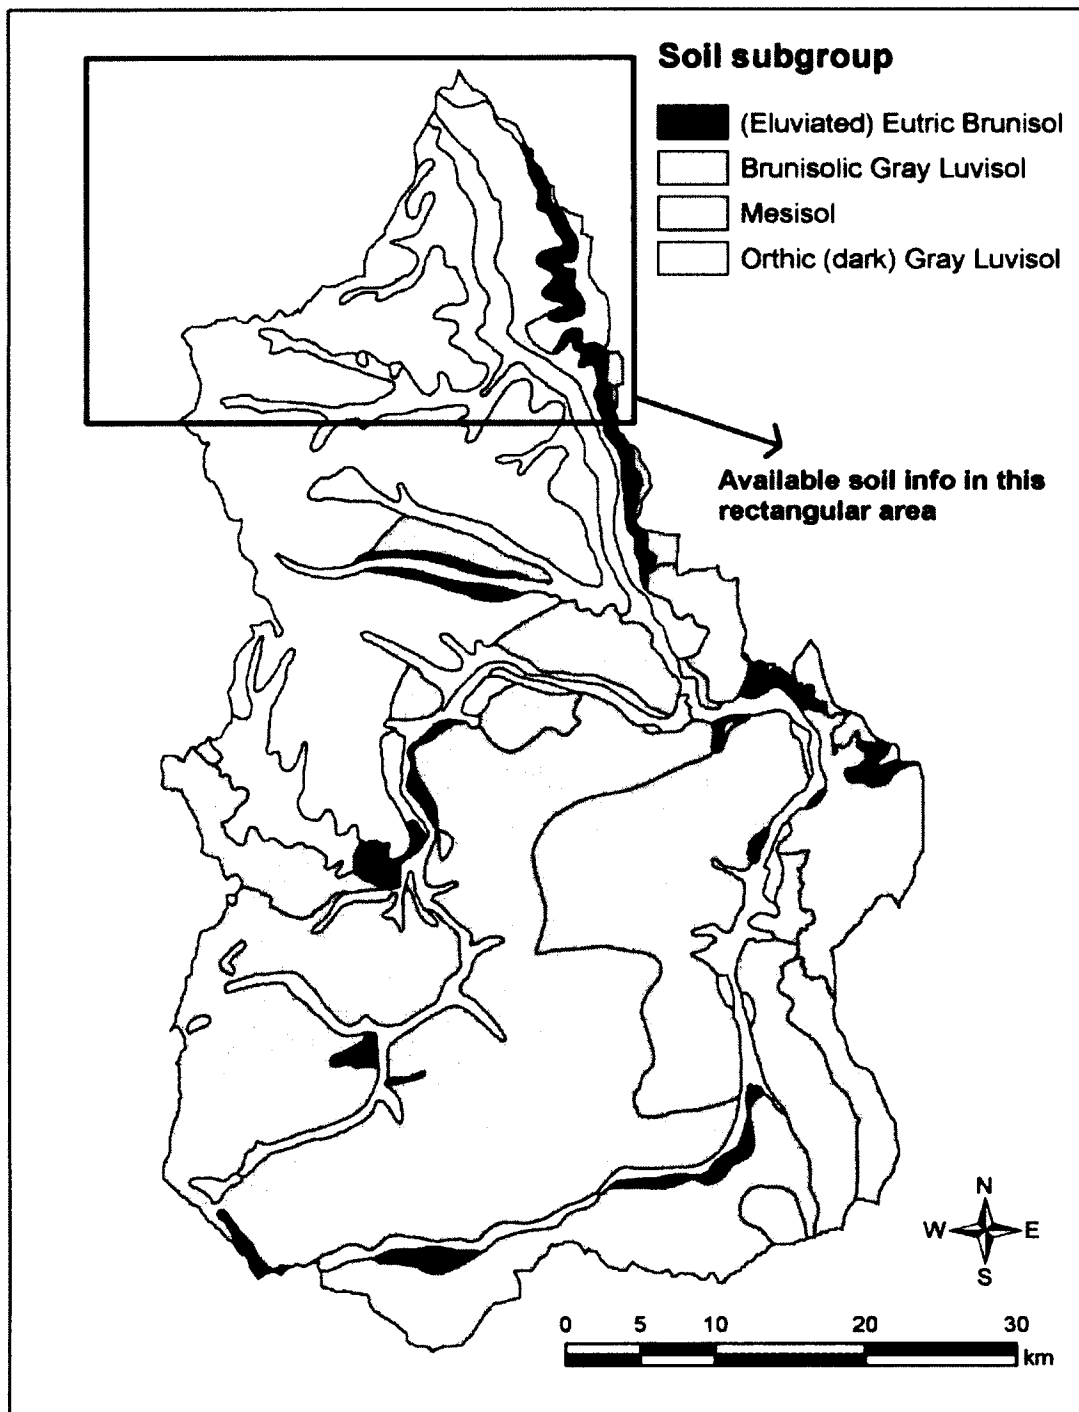 Soil subgroup
(Eluviated) Eutric Brunisol
Brunisolic Gray Luvisol
Mesisol
Orthic (dark) Gray Luvisol
Available soil info in this
rectangular area
N
W E
S
0 5 10 20 30
km